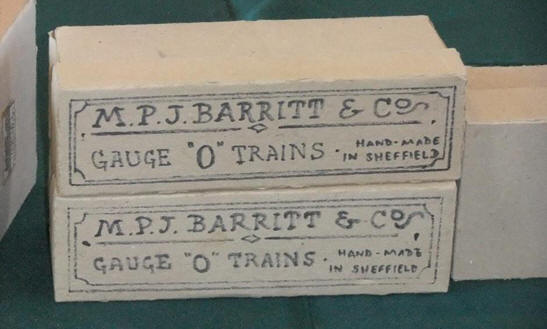 M.P.J. BARRITT & Co
GAUGE "O" TRAINS · HAND-MADE
IN SHEFFIELD
M.P.J. BARRITT & Co
GAUGE "O" TRAINS · HAND-MADE
IN SHEFFIELD